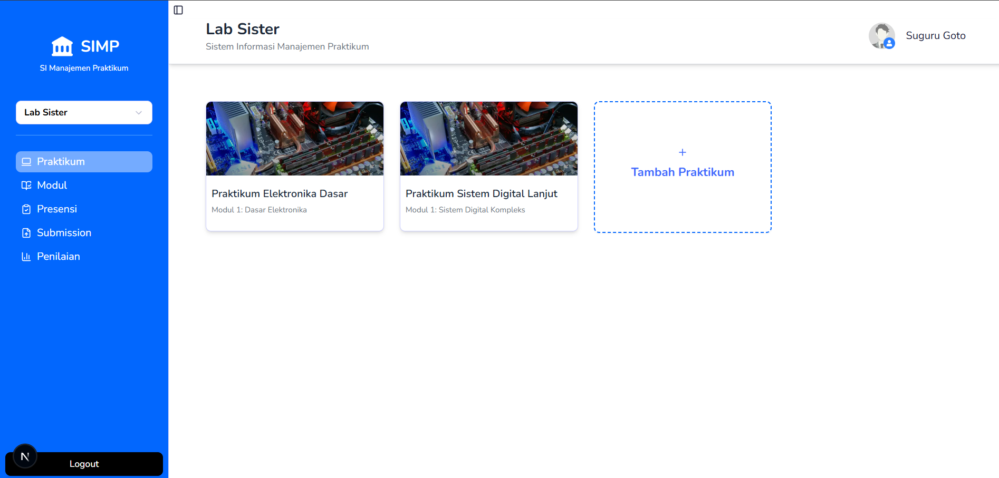 SIMP
SI Manajemen Praktikum
Lab Sister
Praktikum
Modul
Presensi
Submission
Penilaian
N
Logout
Lab Sister
Sistem Informasi Manajemen Praktikum
Suguru Goto
Praktikum Elektronika Dasar
Modul 1: Dasar Elektronika
Praktikum Sistem Digital Lanjut
Modul 1: Sistem Digital Kompleks
+
Tambah Praktikum